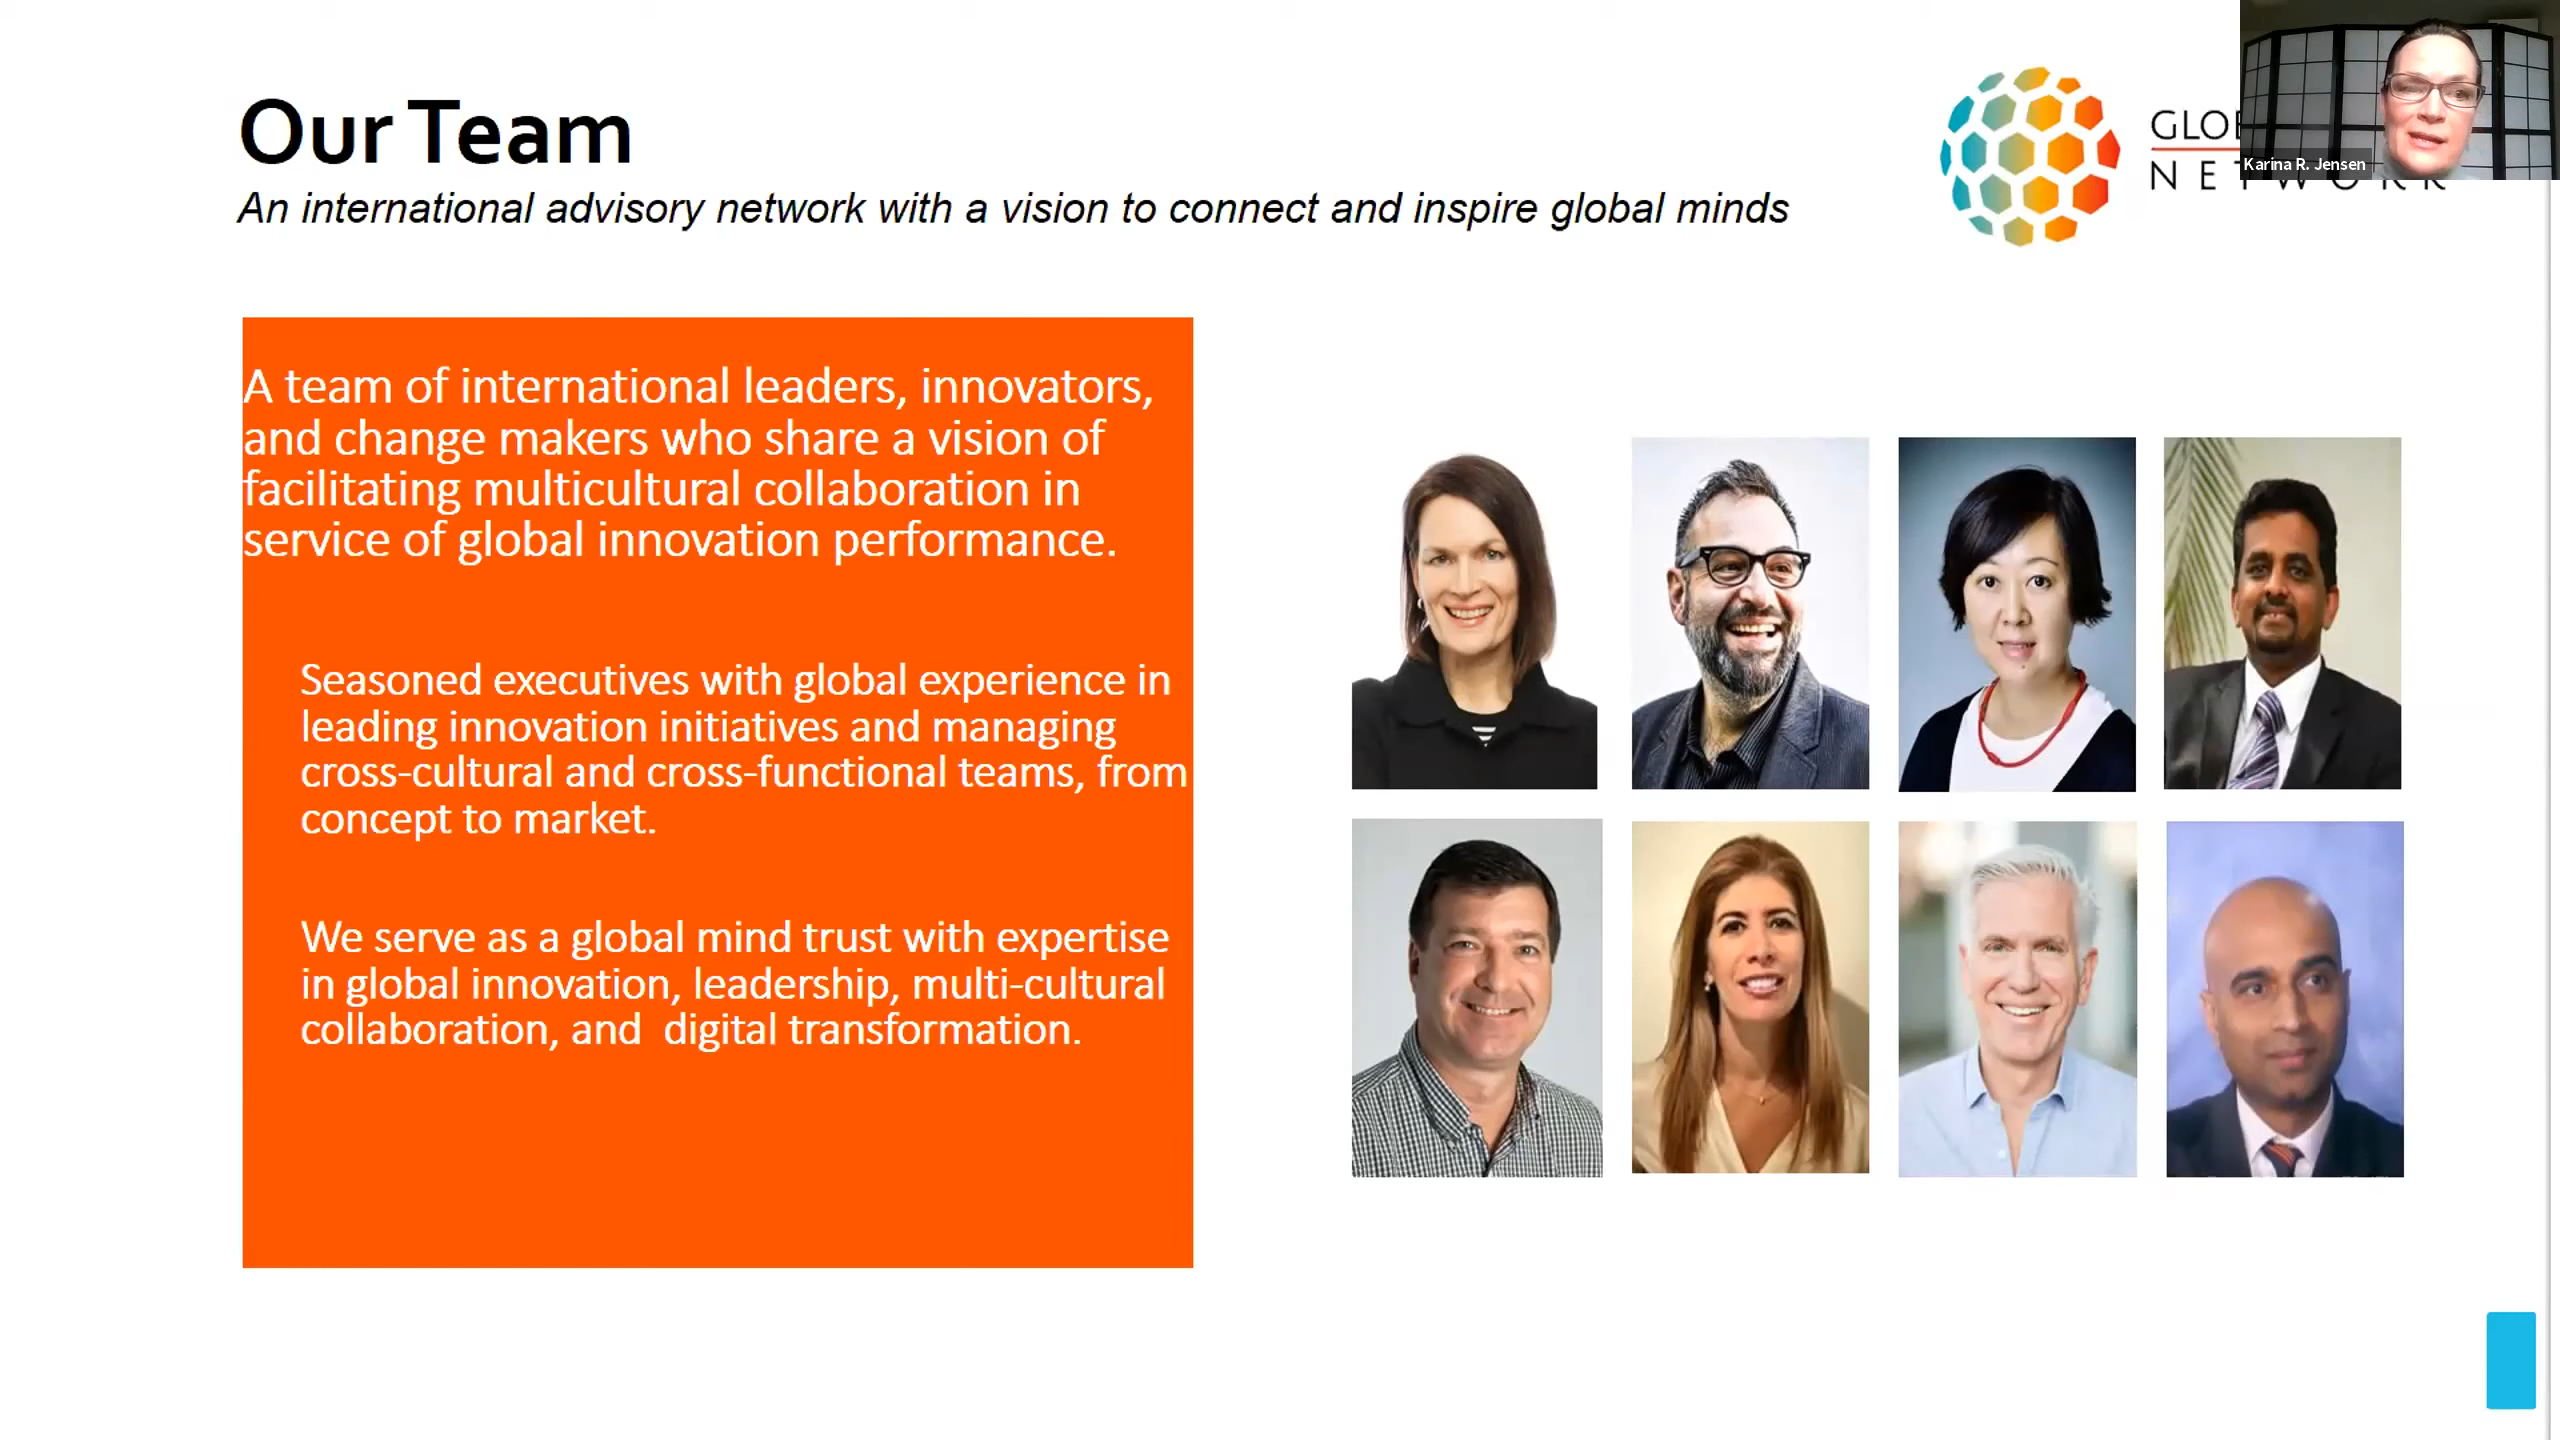 Our Team
An international advisory network with a vision to connect and inspire global minds
Karina R. Jensen
A team of international leaders, innovators,
and change makers who share a vision of
facilitating multicultural collaboration in
service of global innovation performance.
Seasoned executives with global experience in
leading innovation initiatives and managing
cross-cultural and cross-functional teams, from
concept to market.
We serve as a global mind trust with expertise
in global innovation, leadership, multi-cultural
collaboration, and  digital transformation.